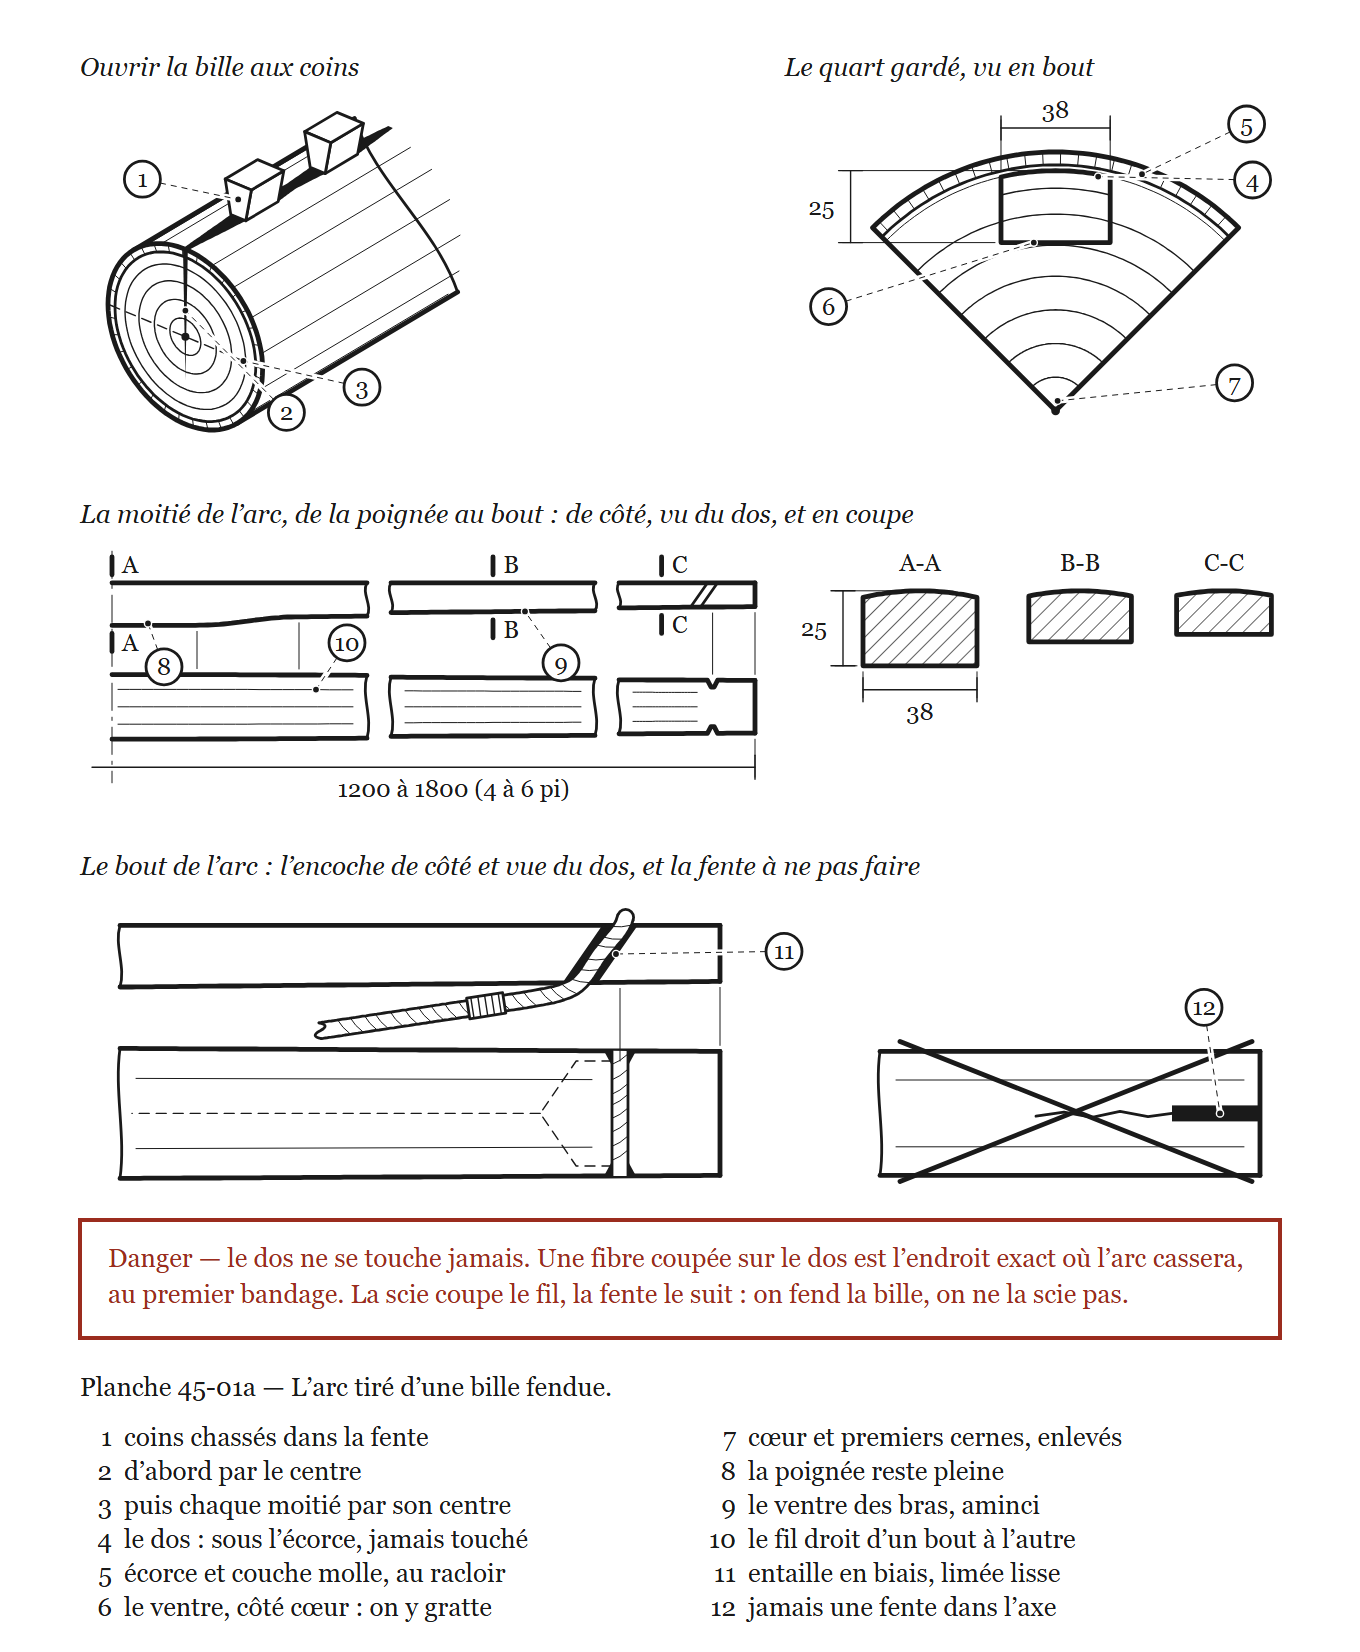 Ouvrir la bille aux coins
Le quart gardé, vu en bout
38
5
1
4
25
6
7
3
2
La moitié de l’arc, de la poignée au bout : de côté, vu du dos, et en coupe
A
B
C
A-A
B-B
C-C
A
B
C
25
10
8
9
38
1200 à 1800 (4 à 6 pi)
Le bout de l’arc : l’encoche de côté et vue du dos, et la fente à ne pas faire
11
12
Danger — le dos ne se touche jamais. Une fibre coupée sur le dos est l’endroit exact où l’arc cassera,
au premier bandage. La scie coupe le fil, la fente le suit : on fend la bille, on ne la scie pas.
Planche 45-01a — L’arc tiré d’une bille fendue.
1 coins chassés dans la fente
2 d’abord par le centre
3 puis chaque moitié par son centre
4 le dos : sous l’écorce, jamais touché
5 écorce et couche molle, au racloir
6 le ventre, côté cœur : on y gratte
7 cœur et premiers cernes, enlevés
8 la poignée reste pleine
9 le ventre des bras, aminci
10 le fil droit d’un bout à l’autre
11 entaille en biais, limée lisse
12 jamais une fente dans l’axe